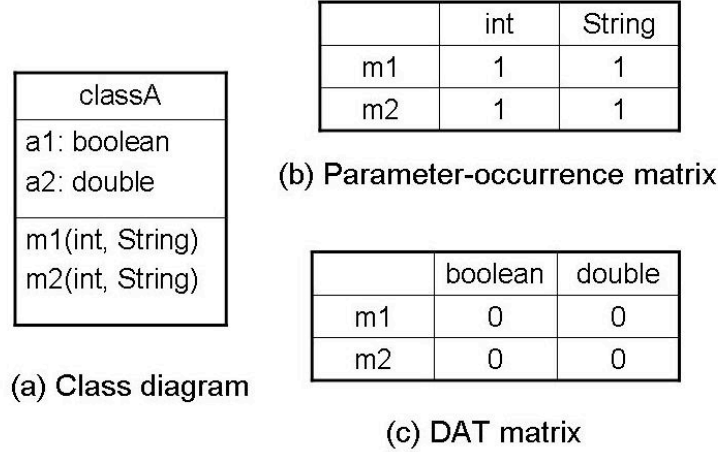 classA
a1: boolean
a2: double
m1(int, String)
m2(int, String)
(a) Class diagram
int String
m1 1 1
m2 1 1
(b) Parameter-occurrence matrix
boolean double
m1 0 0
m2 0 0
(c) DAT matrix